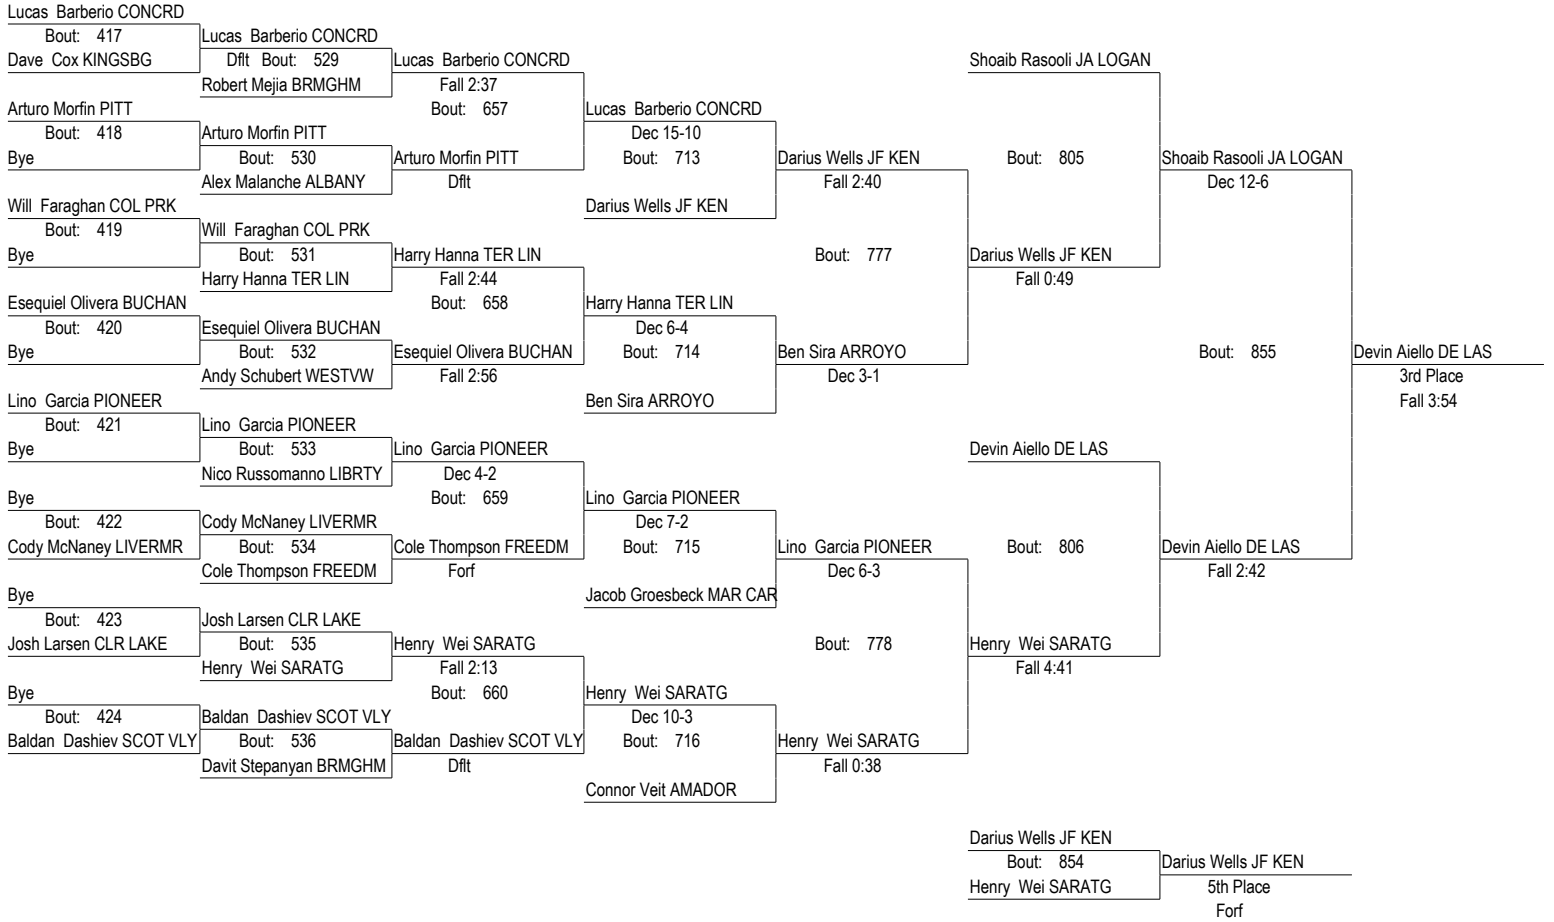 Lucas Barberio CONCRD
Bout: 417
Lucas Barberio CONCRD
Dave Cox KINGSBG
Dflt Bout: 529
Lucas Barberio CONCRD
Shoaib Rasooli JA LOGAN
Robert Mejia BRMGHM
Fall 2:37
Arturo Morfin PITT
Bout: 657
Lucas Barberio CONCRD
Bout: 418
Arturo Morfin PITT
Dec 15-10
Bye
Bout: 530
Arturo Morfin PITT
Bout: 713
Darius Wells JF KEN
Bout: 805
Shoaib Rasooli JA LOGAN
Alex Malanche ALBANY
Dflt
Fall 2:40
Dec 12-6
Will Faraghan COL PRK
Darius Wells JF KEN
Bout: 419
Will Faraghan COL PRK
Bye
Bout: 531
Harry Hanna TER LIN
Bout: 777
Darius Wells JF KEN
Harry Hanna TER LIN
Fall 2:44
Fall 0:49
Esequiel Olivera BUCHAN
Bout: 658
Harry Hanna TER LIN
Bout: 420
Esequiel Olivera BUCHAN
Dec 6-4
Bye
Bout: 532
Esequiel Olivera BUCHAN
Bout: 714
Ben Sira ARROYO
Bout: 855
Devin Aiello DE LAS
Andy Schubert WESTVW
Fall 2:56
Dec 3-1
3rd Place
Lino Garcia PIONEER
Ben Sira ARROYO
Fall 3:54
Bout: 421
Lino Garcia PIONEER
Bye
Bout: 533
Lino Garcia PIONEER
Devin Aiello DE LAS
Nico Russomanno LIBRTY
Dec 4-2
Bye
Bout: 659
Lino Garcia PIONEER
Bout: 422
Cody McNaney LIVERMR
Dec 7-2
Cody McNaney LIVERMR
Bout: 534
Cole Thompson FREEDM
Bout: 715
Lino Garcia PIONEER
Bout: 806
Devin Aiello DE LAS
Cole Thompson FREEDM
Forf
Dec 6-3
Fall 2:42
Bye
Jacob Groesbeck MAR CAR
Bout: 423
Josh Larsen CLR LAKE
Josh Larsen CLR LAKE
Bout: 535
Henry Wei SARATG
Bout: 778
Henry Wei SARATG
Henry Wei SARATG
Fall 2:13
Fall 4:41
Bye
Bout: 660
Henry Wei SARATG
Bout: 424
Baldan Dashiev SCOT VLY
Dec 10-3
Baldan Dashiev SCOT VLY
Bout: 536
Baldan Dashiev SCOT VLY
Bout: 716
Henry Wei SARATG
Davit Stepanyan BRMGHM
Dflt
Fall 0:38
Connor Veit AMADOR
Darius Wells JF KEN
Bout: 854
Darius Wells JF KEN
Henry Wei SARATG
5th Place
Forf